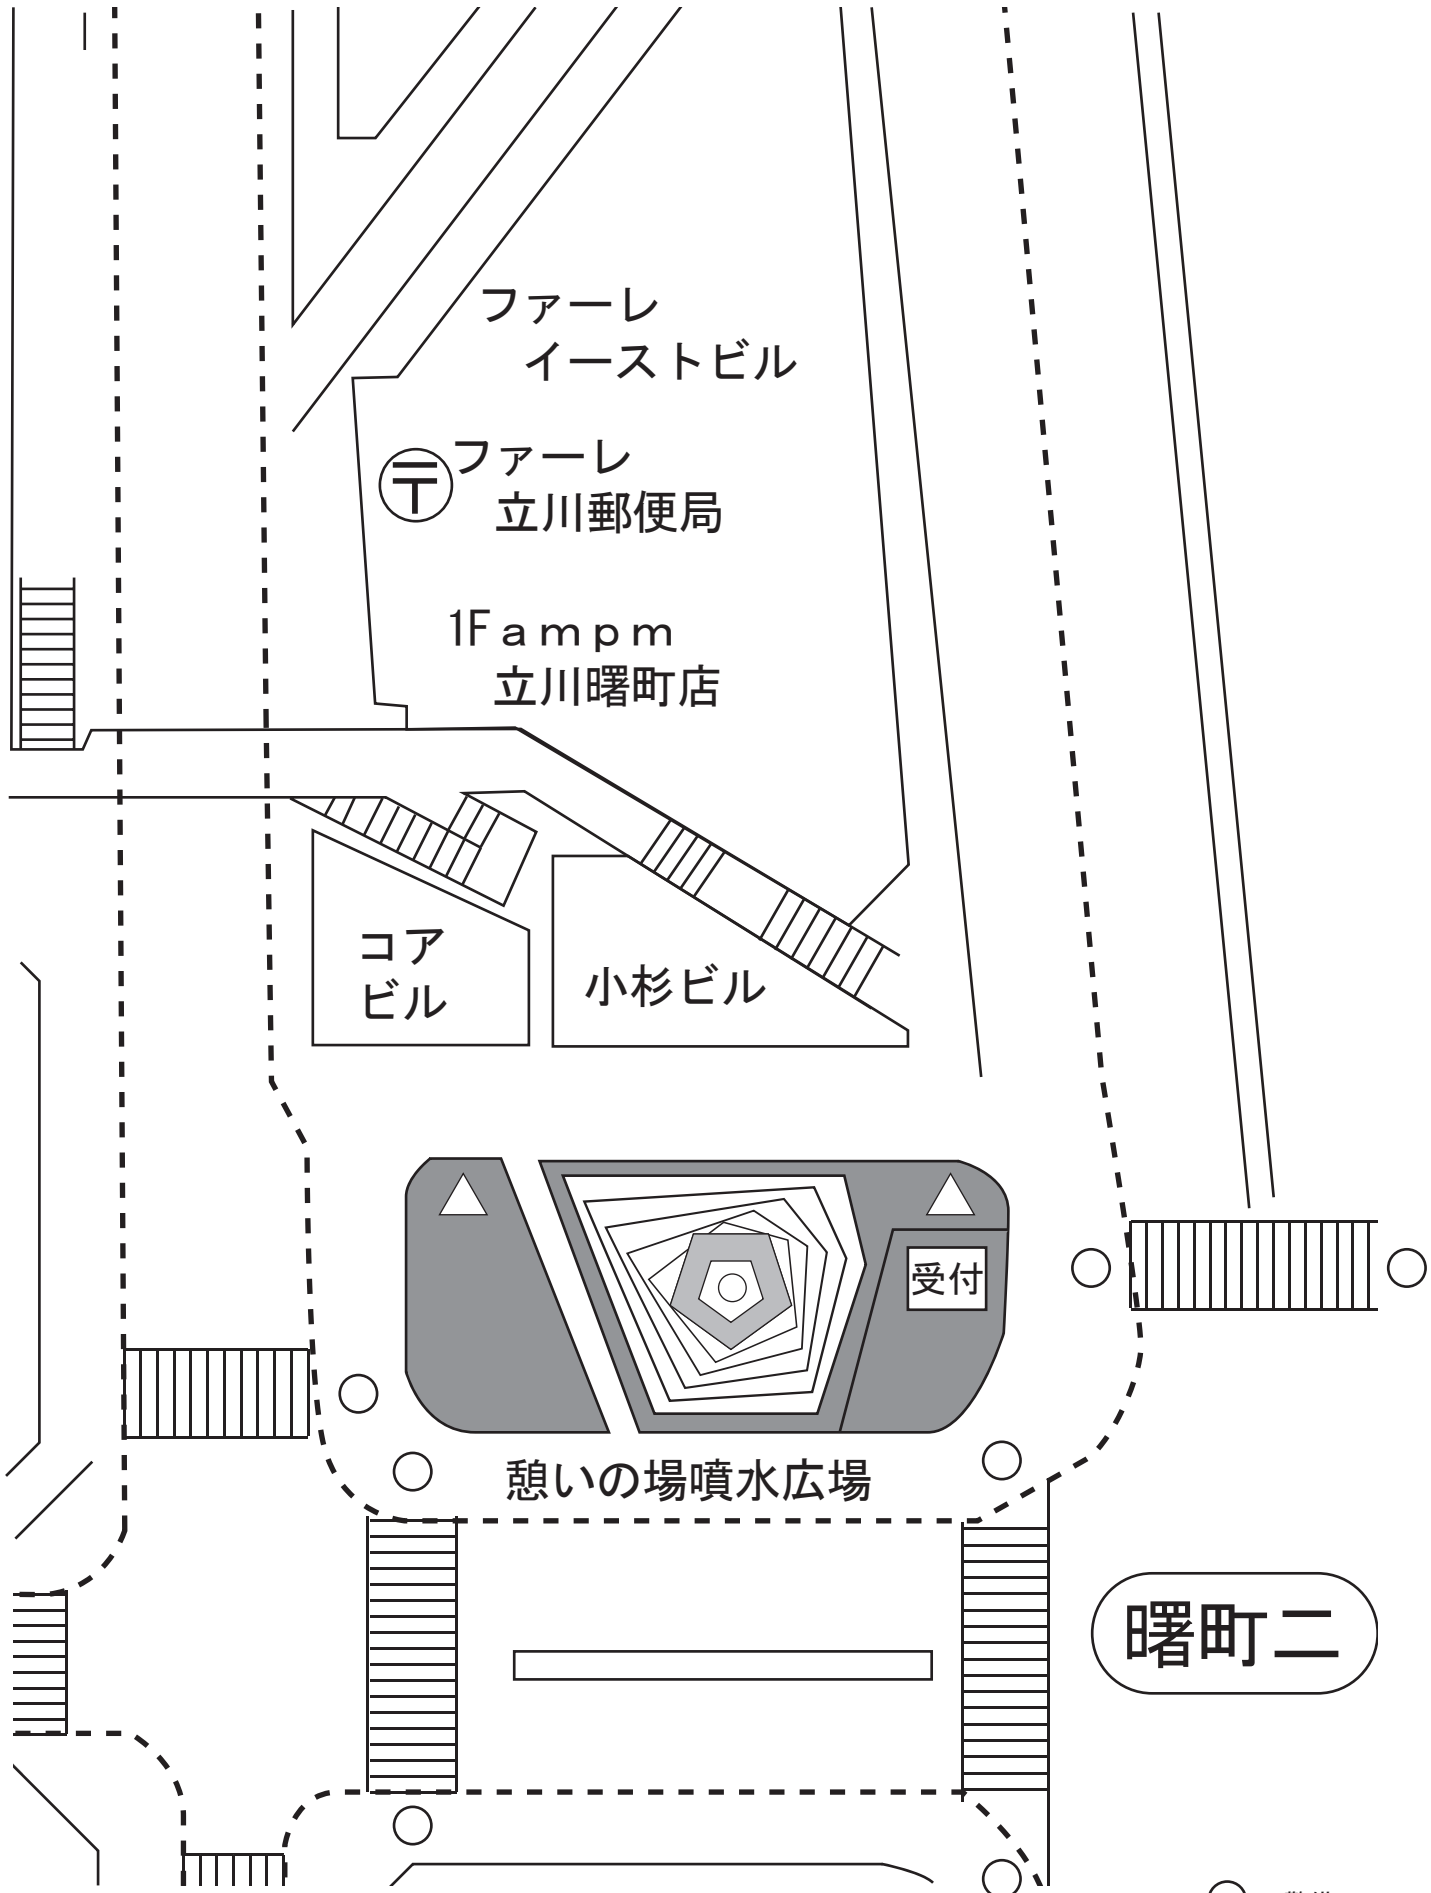 ファーレ
イーストビル
〒ファーレ
立川郵便局
1Fａｍｐｍ
立川曙町店
コア
ビル
小杉ビル
受付
憩いの場噴水広場
曙町二